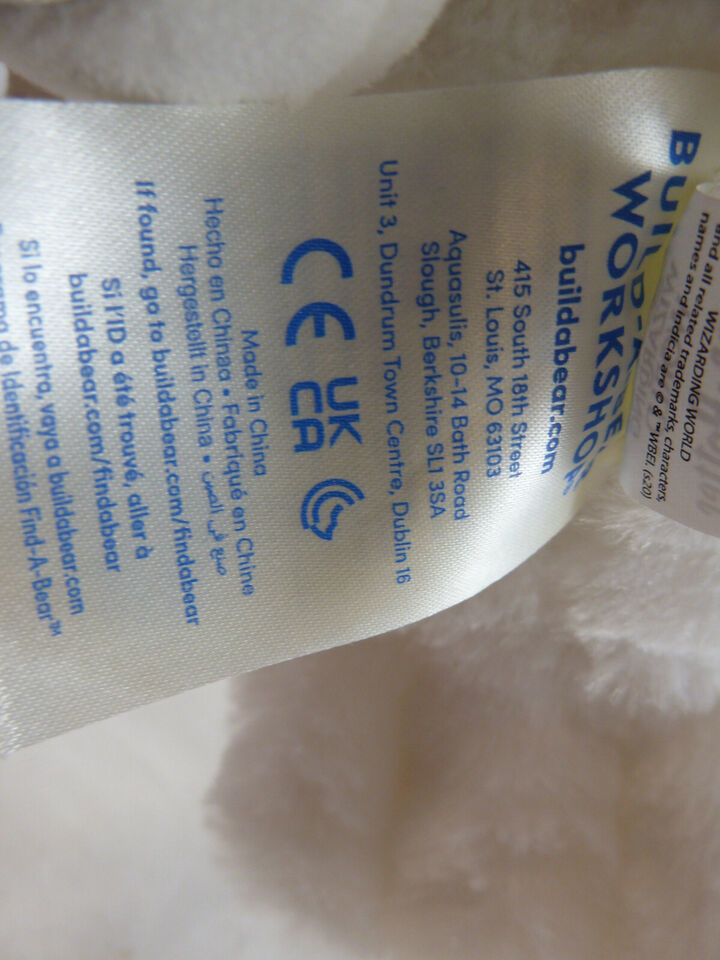 BUILD-A-BEAR
WORKSHOP
buildabear.com
415 South 18th Street
St. Louis, MO 63103
Aquasulis, 10-14 Bath Road
Slough, Berkshire SL1 3SA
Unit 3, Dundrum Town Centre, Dublin 16
CE UK
CA
Made in China
Hecho en Chinaa • Fabriqué en Chine
Hergestellt in China • صنع في الصين
If found, go to buildabear.com/findabear
Si l'ID a été trouvé, aller à
buildabear.com/findabear
Si lo encuentra, vaya a buildabear.com
de Identificación Find-A-Bear™
WIZARDING WORLD
and all related trademarks, characters,
names and indicia are © & ™ WBEI. (s20)